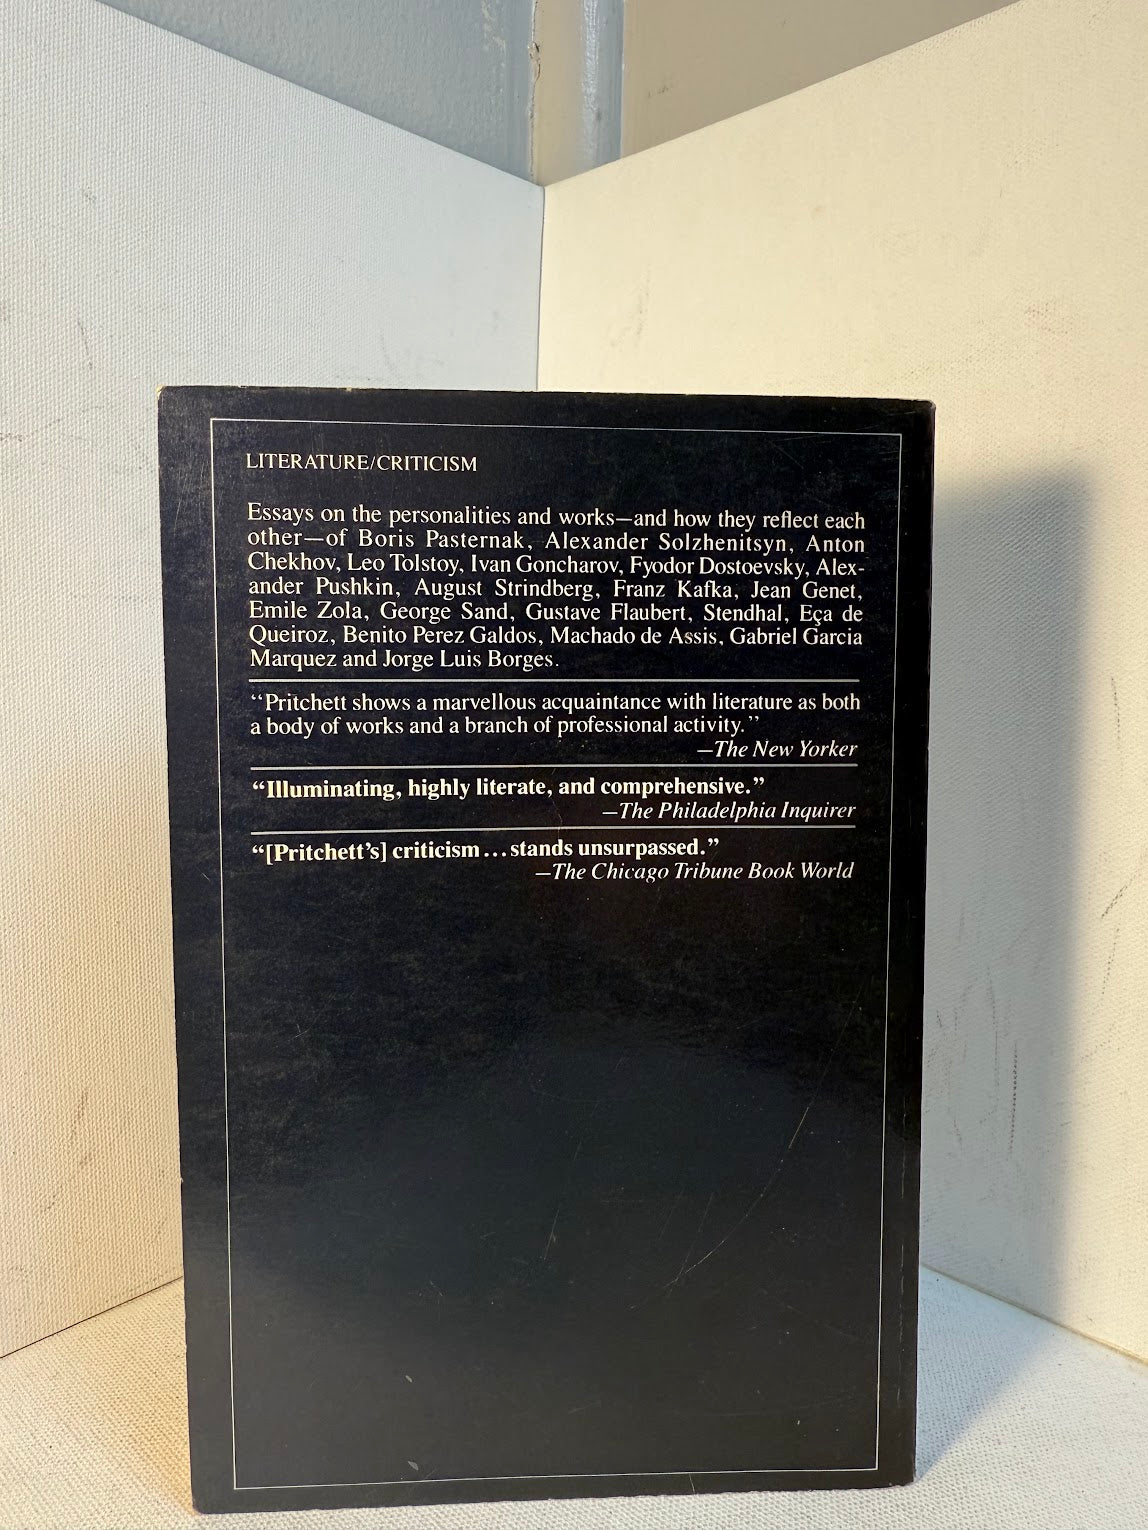 LITERATURE/CRITICISM
Essays on the personalities and works—and how they reflect each
other—of Boris Pasternak, Alexander Solzhenitsyn, Anton
Chekhov, Leo Tolstoy, Ivan Goncharov, Fyodor Dostoevsky, Alex-
ander Pushkin, August Strindberg, Franz Kafka, Jean Genet,
Emile Zola, George Sand, Gustave Flaubert, Stendhal, Eça de
Queiroz, Benito Perez Galdos, Machado de Assis, Gabriel Garcia
Marquez and Jorge Luis Borges.
“Pritchett shows a marvellous acquaintance with literature as both
a body of works and a branch of professional activity.”
—The New Yorker
“Illuminating, highly literate, and comprehensive.”
—The Philadelphia Inquirer
“[Pritchett’s] criticism...stands unsurpassed.”
—The Chicago Tribune Book World